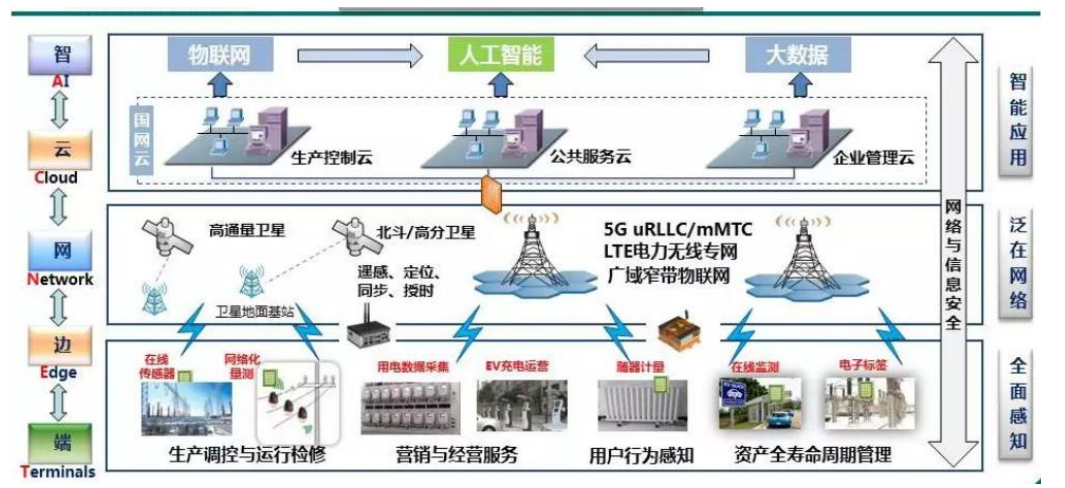 智
AI
云
Cloud
网
Network
边
Edge
端
Terminals
物联网
人工智能
大数据
国网云
生产控制云
公共服务云
企业管理云
高通量卫星
北斗/高分卫星
遥感、定位、
同步、授时
卫星地面基站
5G uRLLC/mMTC
LTE电力无线专网
广域窄带物联网
在线
传感器
网络化
量测
用电数据采集
EV充电运营
随器计量
在线监测
电子标签
生产调控与运行检修
营销与经营服务
用户行为感知
资产全寿命周期管理
网络与信息安全
智能应用
泛在网络
全面感知